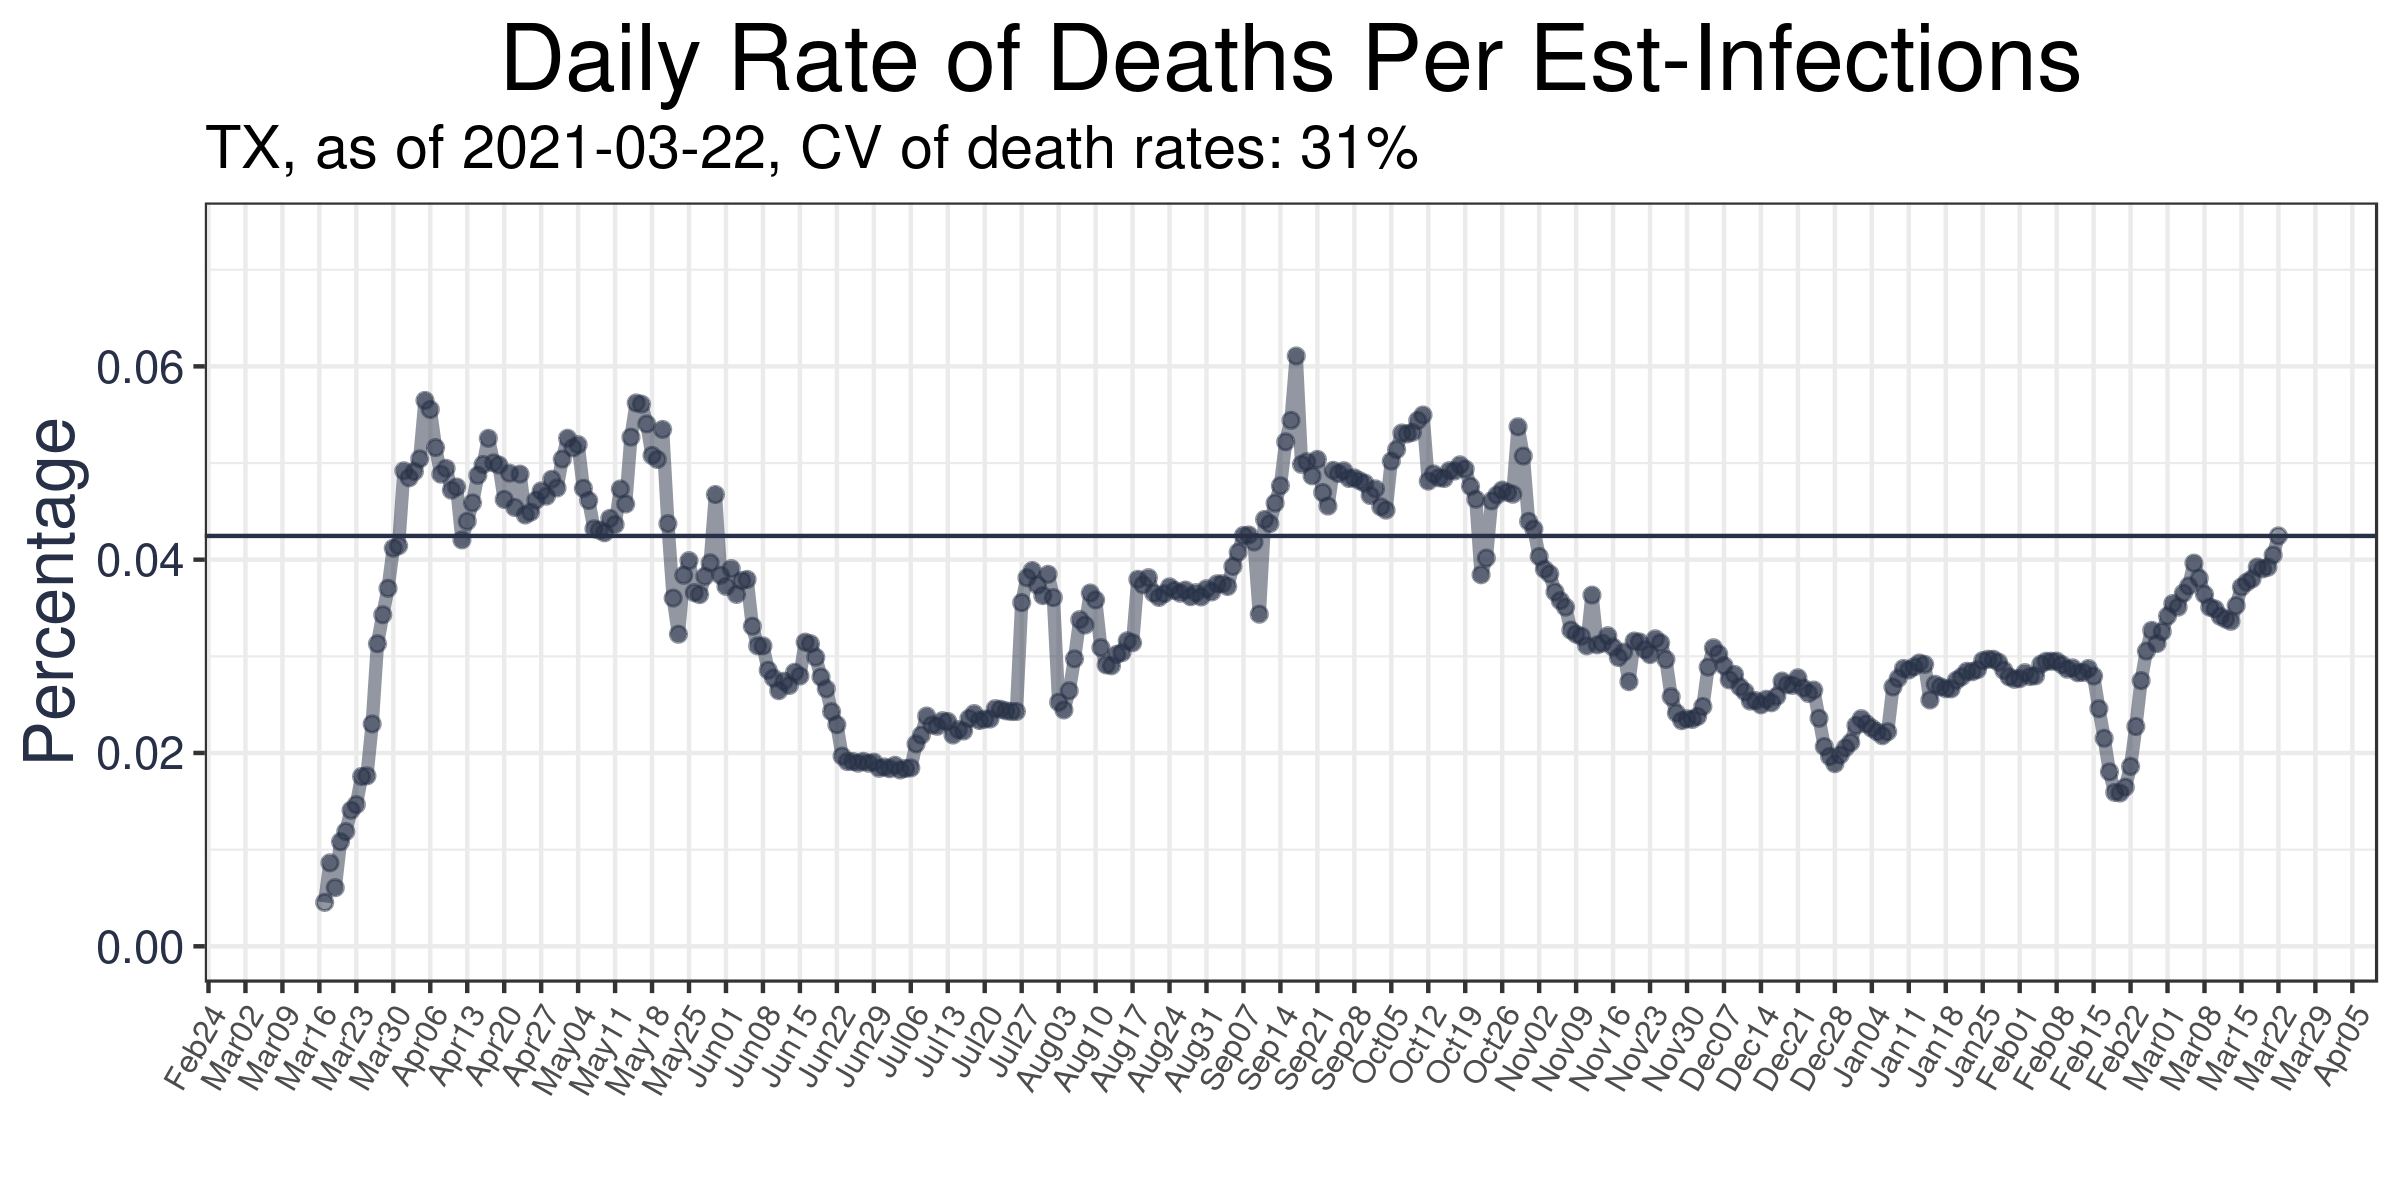 Daily Rate of Deaths Per Est-Infections
TX, as of 2021-03-22, CV of death rates: 31%
Percentage
0.06
0.04
0.02
0.00
Feb24 Mar02 Mar09 Mar16 Mar23 Mar30 Apr06 Apr13 Apr20 Apr27 May04 May11 May18 May25 Jun01 Jun08 Jun15 Jun22 Jun29 Jul06 Jul13 Jul20 Jul27 Aug03 Aug10 Aug17 Aug24 Aug31 Sep07 Sep14 Sep21 Sep28 Oct05 Oct12 Oct19 Oct26 Nov02 Nov09 Nov16 Nov23 Nov30 Dec07 Dec14 Dec21 Dec28 Jan04 Jan11 Jan18 Jan25 Feb01 Feb08 Feb15 Feb22 Mar01 Mar08 Mar15 Mar22 Mar29 Apr05